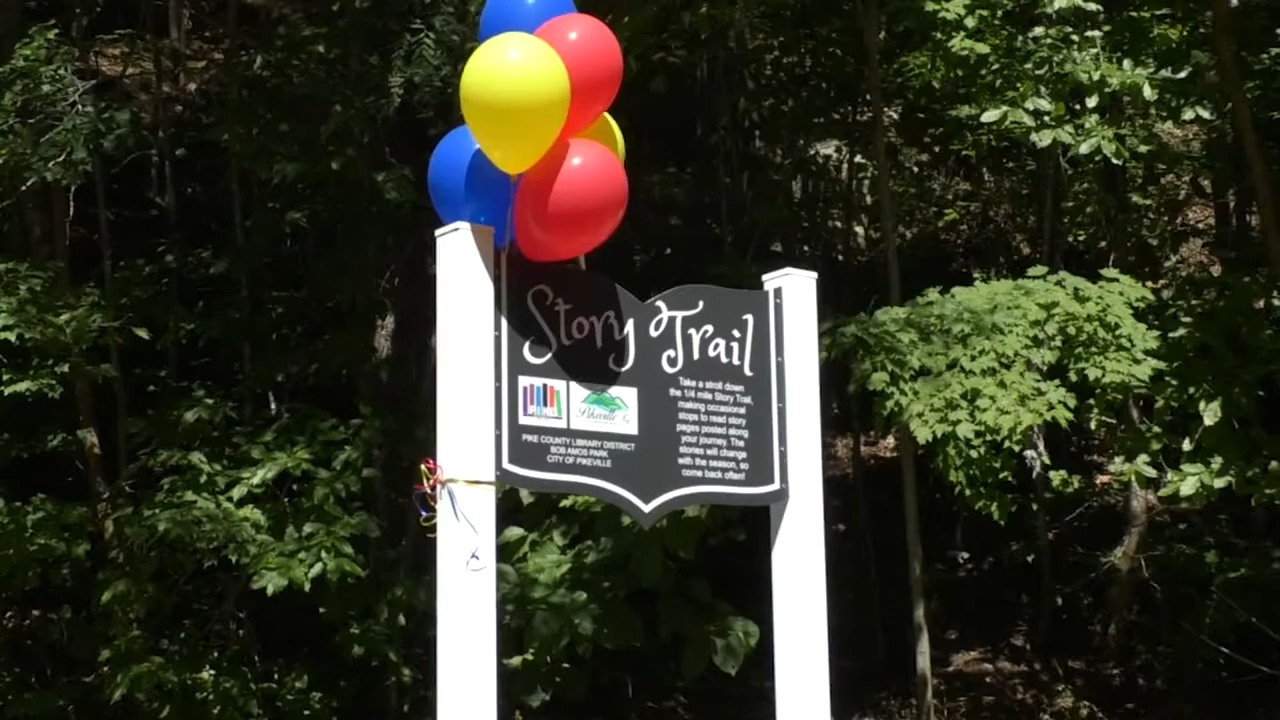 Story Trail
Pikeville
PIKE COUNTY LIBRARY DISTRICT
BOB AMOS PARK
CITY OF PIKEVILLE
Take a stroll down
the 1/4 mile Story Trail,
making occasional
stops to read story
pages posted along
your journey. The
stories will change
with the season, so
come back often!